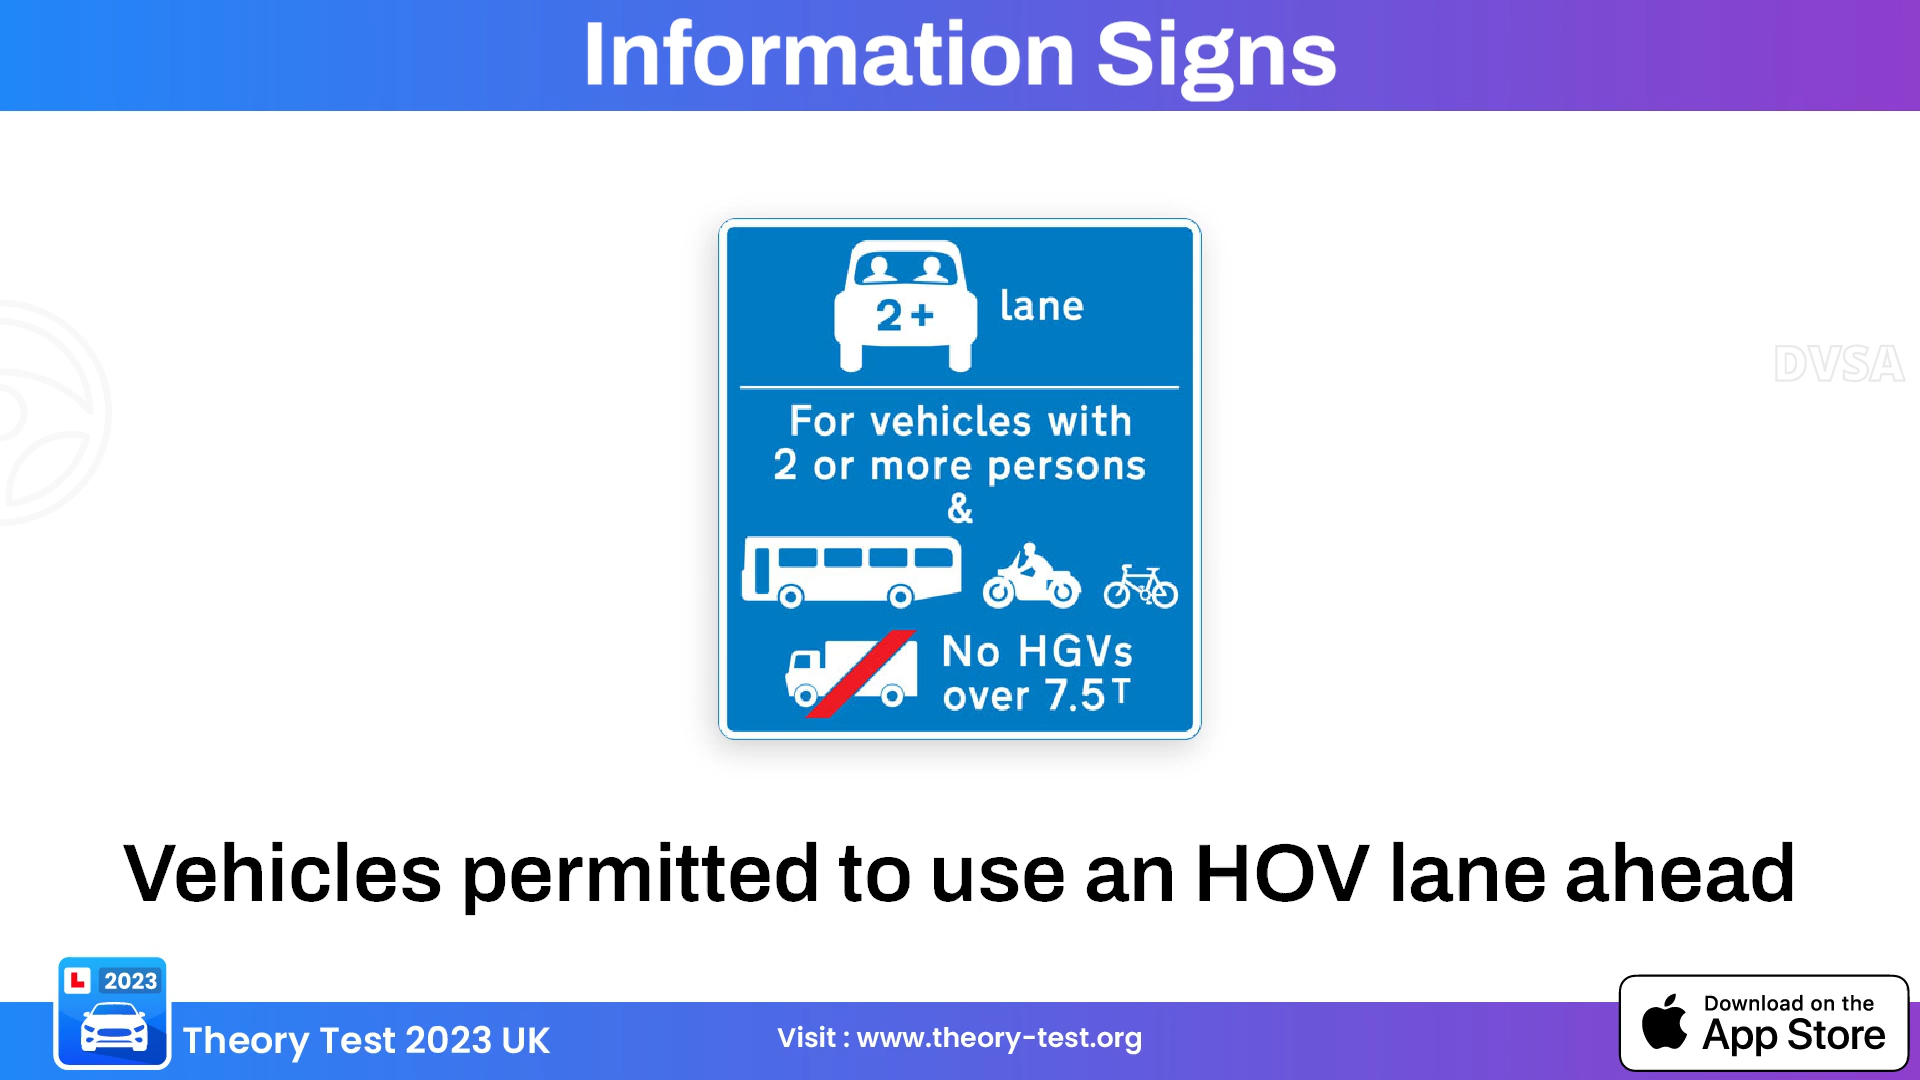 Information Signs
2+ lane
For vehicles with
2 or more persons
&
No HGVs
over 7.5T
DVSA
Vehicles permitted to use an HOV lane ahead
L 2023
Theory Test 2023 UK
Visit : www.theory-test.org
Download on the
App Store